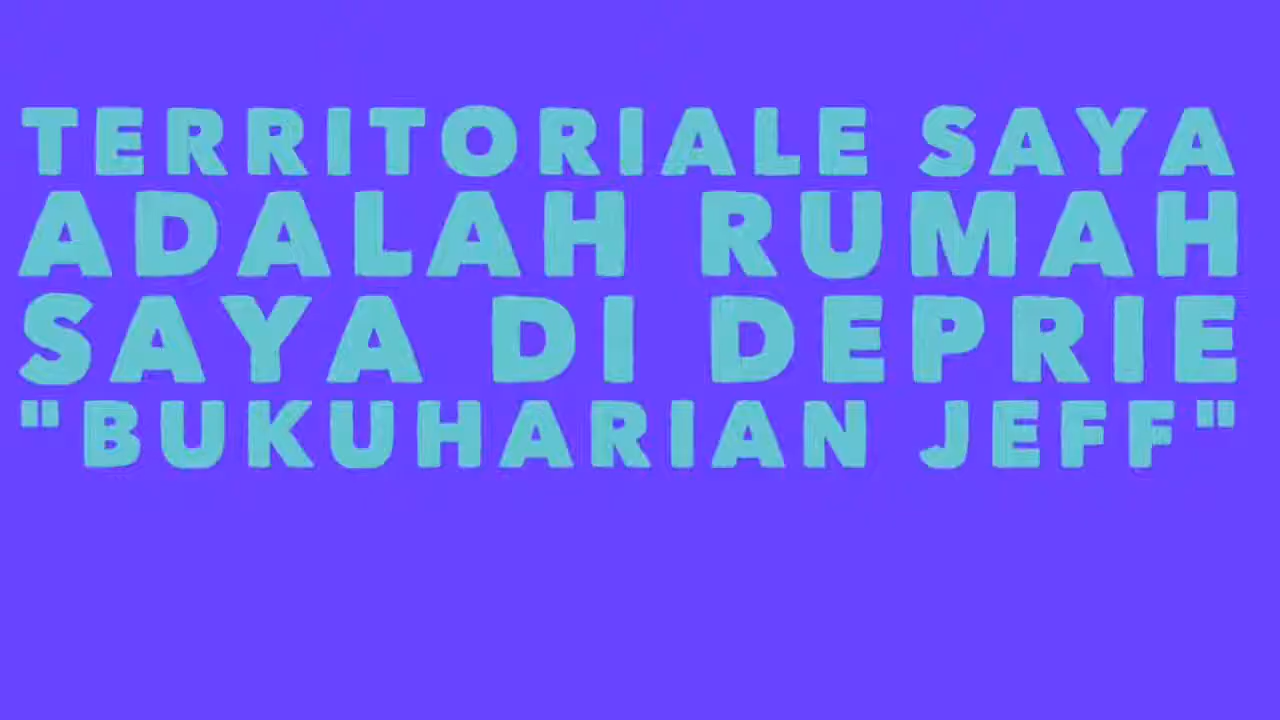 TERRITORIALE SAYA
ADALAH RUMAH
SAYA DI DEPRIE
"BUKUHARIAN JEFF"